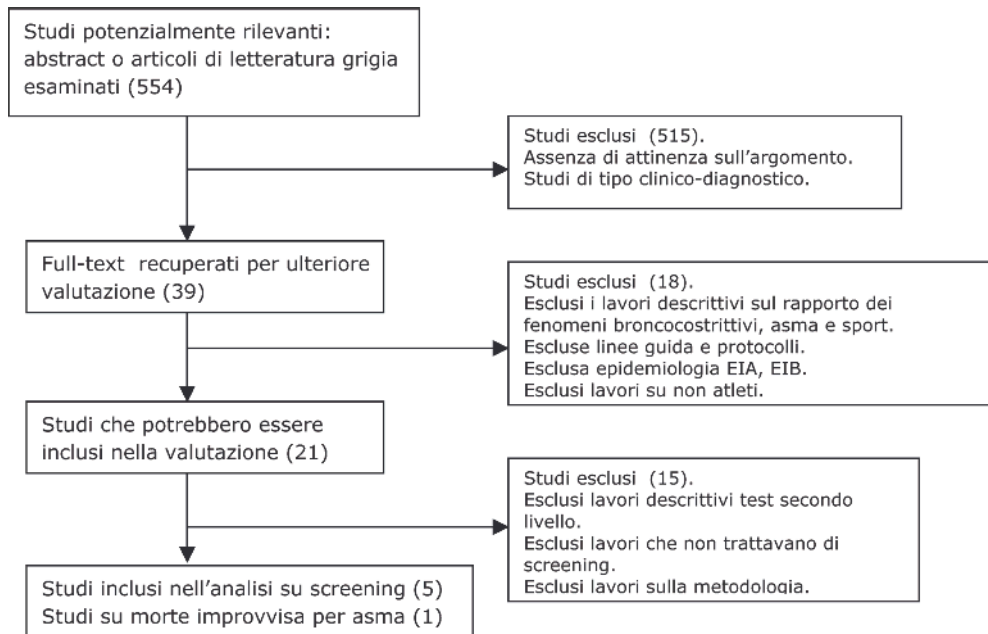 Studi potenzialmente rilevanti:
abstract o articoli di letteratura grigia
esaminati (554)
Studi esclusi (515).
Assenza di attinenza sull'argomento.
Studi di tipo clinico-diagnostico.
Full-text recuperati per ulteriore
valutazione (39)
Studi esclusi (18).
Esclusi i lavori descrittivi sul rapporto dei
fenomeni broncocostrittivi, asma e sport.
Escluse linee guida e protocolli.
Esclusa epidemiologia EIA, EIB.
Esclusi lavori su non atleti.
Studi che potrebbero essere
inclusi nella valutazione (21)
Studi esclusi (15).
Esclusi lavori descrittivi test secondo
livello.
Esclusi lavori che non trattavano di
screening.
Esclusi lavori sulla metodologia.
Studi inclusi nell'analisi su screening (5)
Studi su morte improvvisa per asma (1)